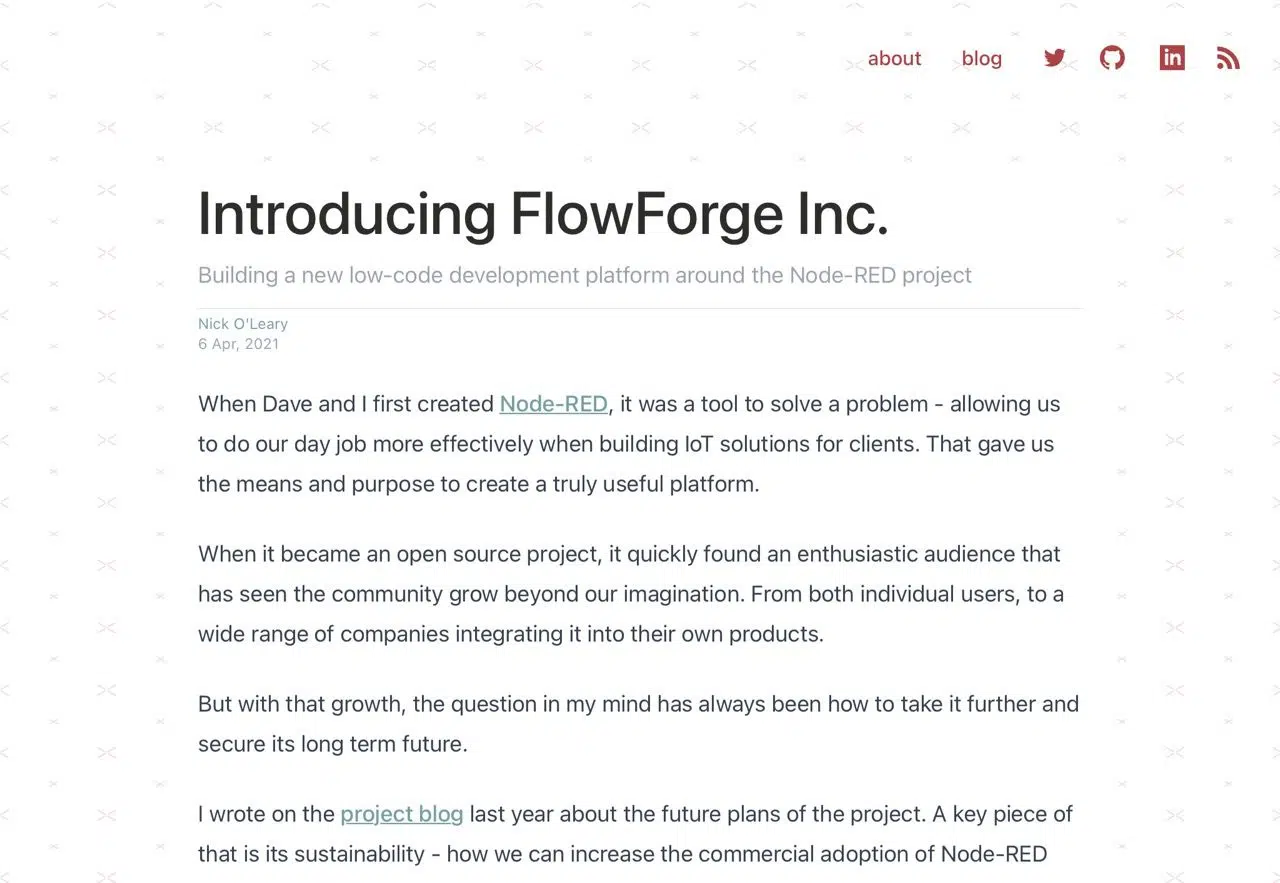 about blog
Introducing FlowForge Inc.
Building a new low-code development platform around the Node-RED project
Nick O'Leary
6 Apr, 2021
When Dave and I first created Node-RED, it was a tool to solve a problem - allowing us
to do our day job more effectively when building IoT solutions for clients. That gave us
the means and purpose to create a truly useful platform.
When it became an open source project, it quickly found an enthusiastic audience that
has seen the community grow beyond our imagination. From both individual users, to a
wide range of companies integrating it into their own products.
But with that growth, the question in my mind has always been how to take it further and
secure its long term future.
I wrote on the project blog last year about the future plans of the project. A key piece of
that is its sustainability - how we can increase the commercial adoption of Node-RED